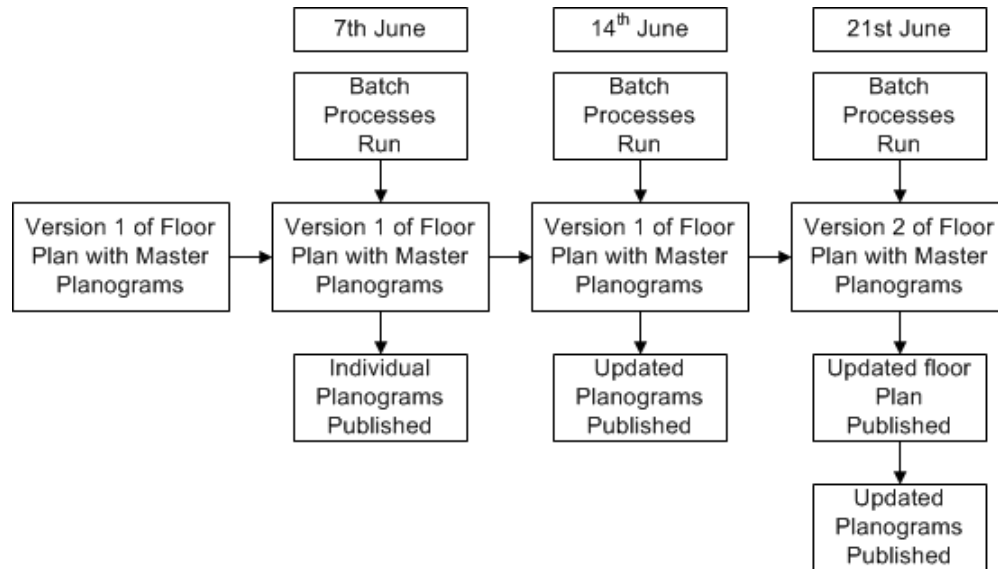 7th June
14th June
21st June
Batch
Processes
Run
Batch
Processes
Run
Batch
Processes
Run
Version 1 of Floor
Plan with Master
Planograms
Version 1 of Floor
Plan with Master
Planograms
Version 1 of Floor
Plan with Master
Planograms
Version 2 of Floor
Plan with Master
Planograms
Individual
Planograms
Published
Updated
Planograms
Published
Updated floor
Plan
Published
Updated
Planograms
Published